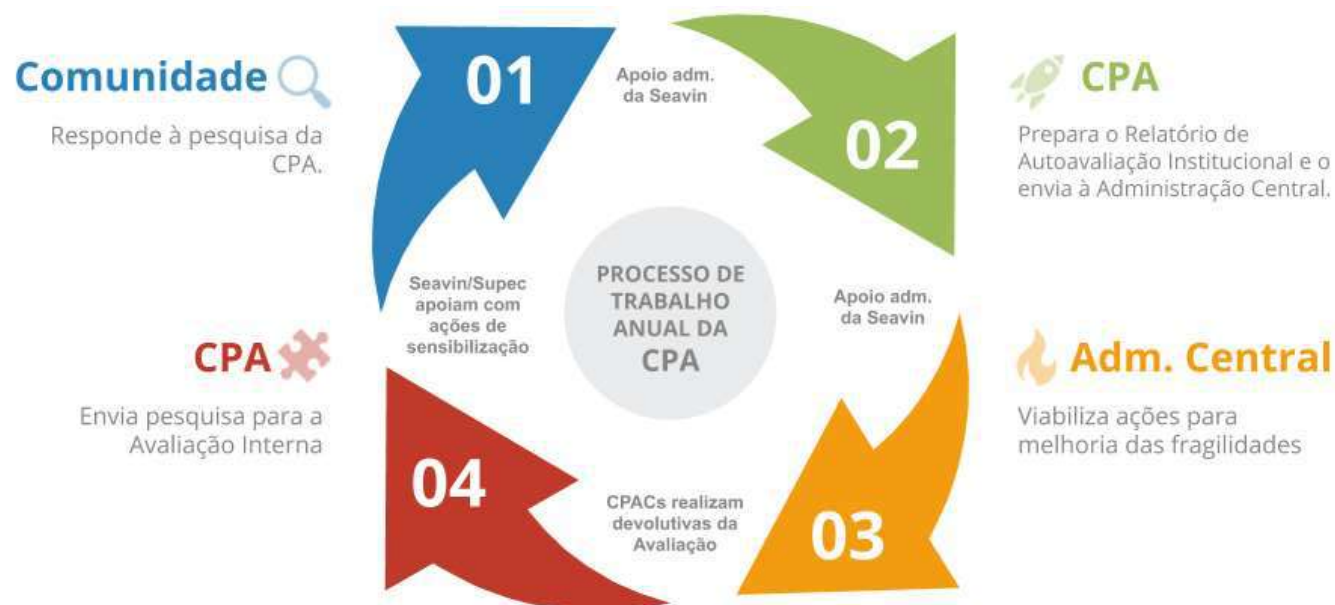 Comunidade
Responde à pesquisa da
CPA.
01
Apoio adm.
da Seavin
02
CPA
Prepara o Relatório de
Autoavaliação Institucional e o
envia à Administração Central.
PROCESSO DE
TRABALHO
ANUAL DA
CPA
Apoio adm.
da Seavin
03
Adm. Central
Viabiliza ações para
melhoria das fragilidades
CPACs realizam
devolutivas da
Avaliação
04
CPA
Envia pesquisa para a
Avaliação Interna
Seavin/Supec
apoiam com
ações de
sensibilização